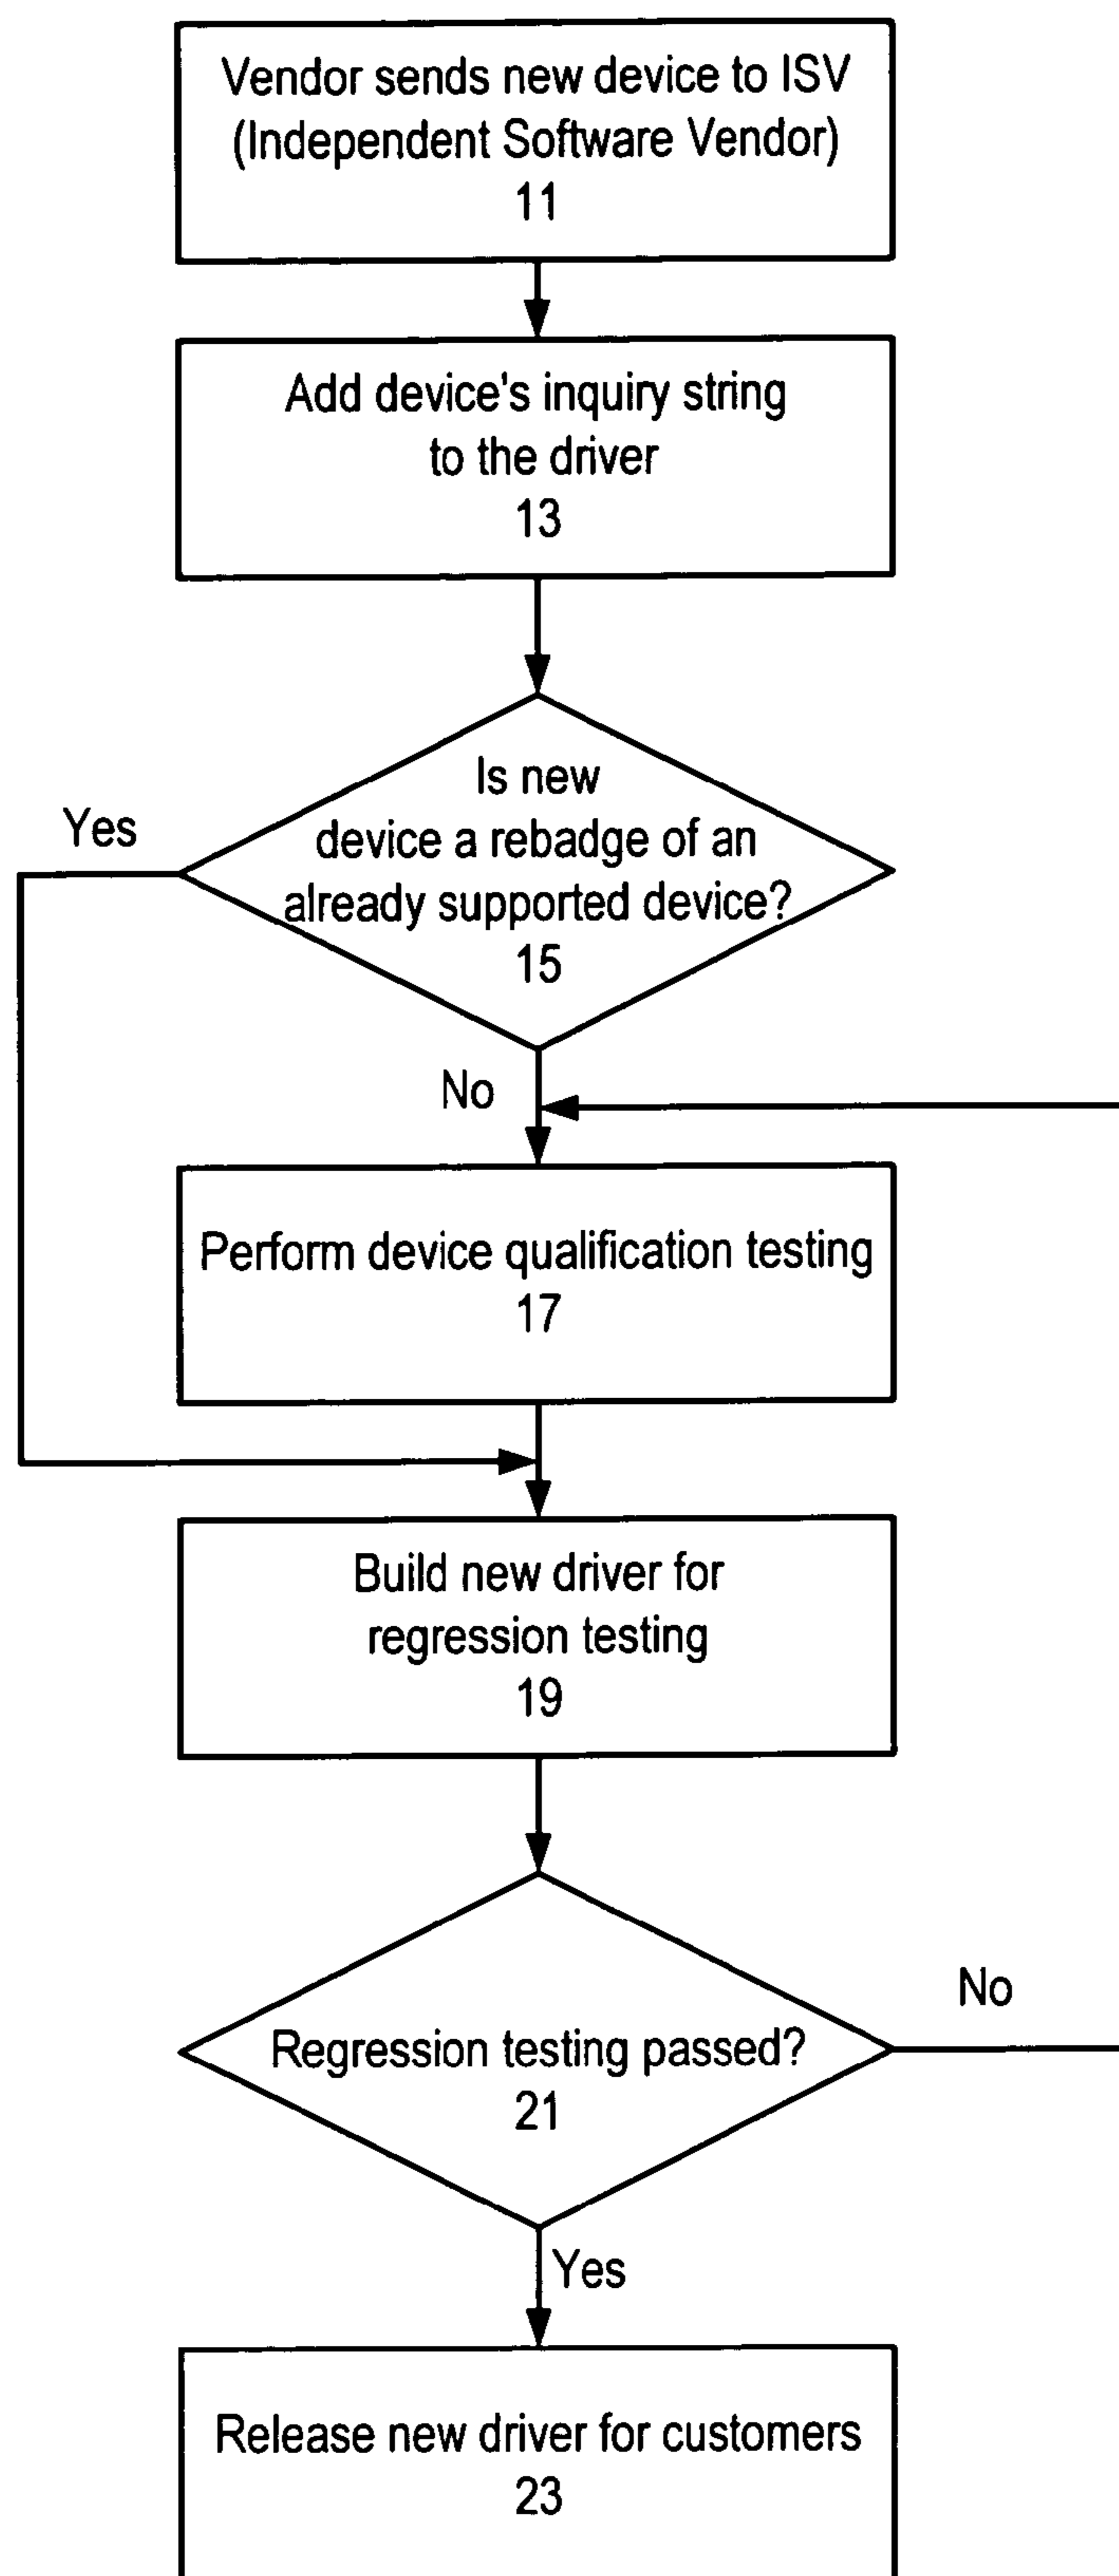 Vendor sends new device to ISV
(Independent Software Vendor)
11
Add device's inquiry string
to the driver
13
Is new
device a rebadge of an
already supported device?
15
Yes
No
Perform device qualification testing
17
Build new driver for
regression testing
19
Regression testing passed?
21
No
Yes
Release new driver for customers
23